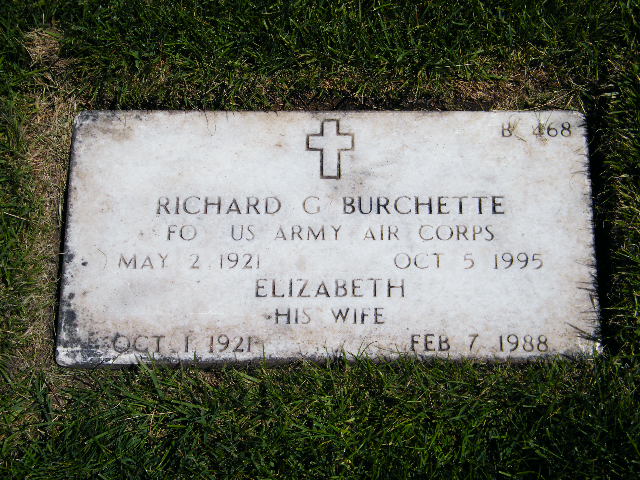 B 468
RICHARD G BURCHETTE
FO US ARMY AIR CORPS
MAY 2 1921 OCT 5 1995
ELIZABETH
HIS WIFE
OCT 1 1921 FEB 7 1988